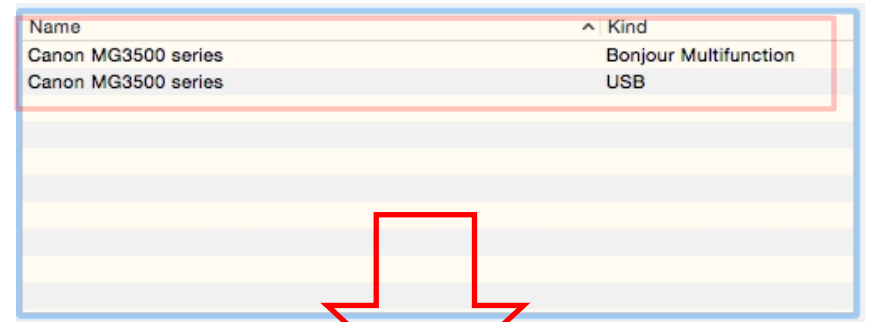 Name Kind
Canon MG3500 series Bonjour Multifunction
Canon MG3500 series USB